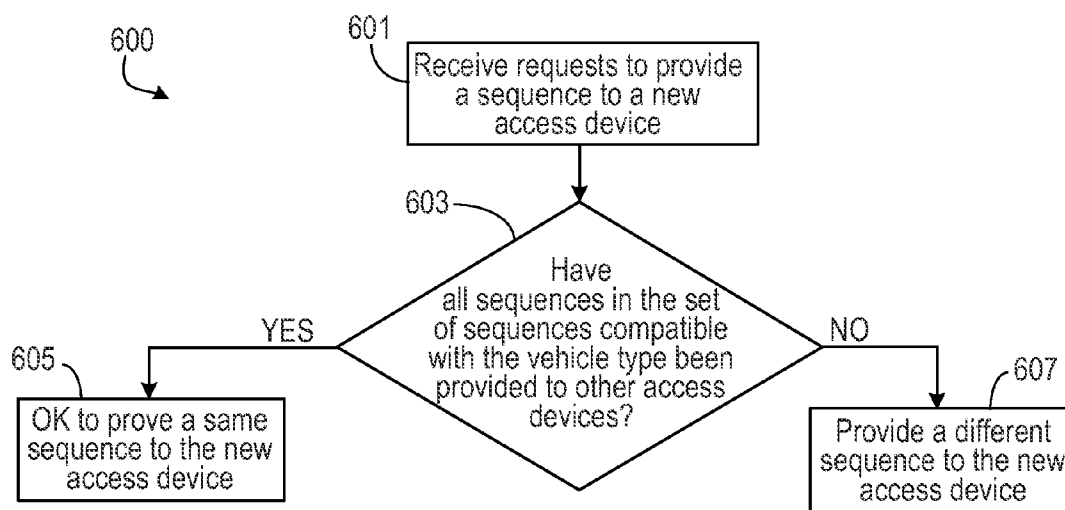 600
601
Receive requests to provide
a sequence to a new
access device
603
Have
all sequences in the set
of sequences compatible
with the vehicle type been
provided to other access
devices?
YES
NO
605
OK to prove a same
sequence to the new
access device
607
Provide a different
sequence to the new
access device